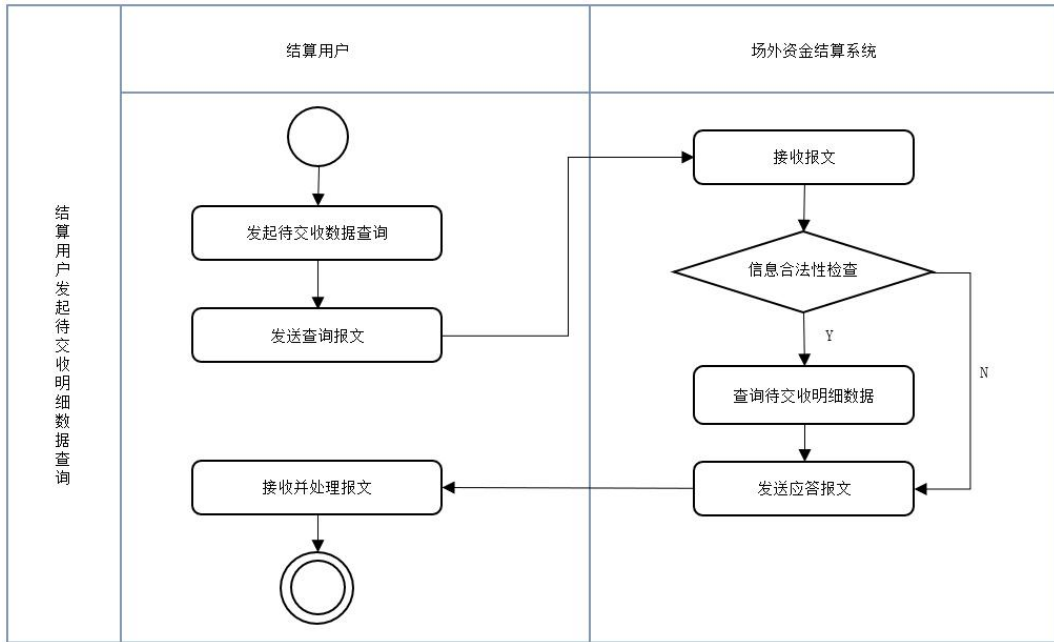 结算用户
场外资金结算系统
结算用户发起待交收明细数据查询
发起待交收数据查询
发送查询报文
接收报文
信息合法性检查
Y
N
查询待交收明细数据
发送应答报文
接收并处理报文